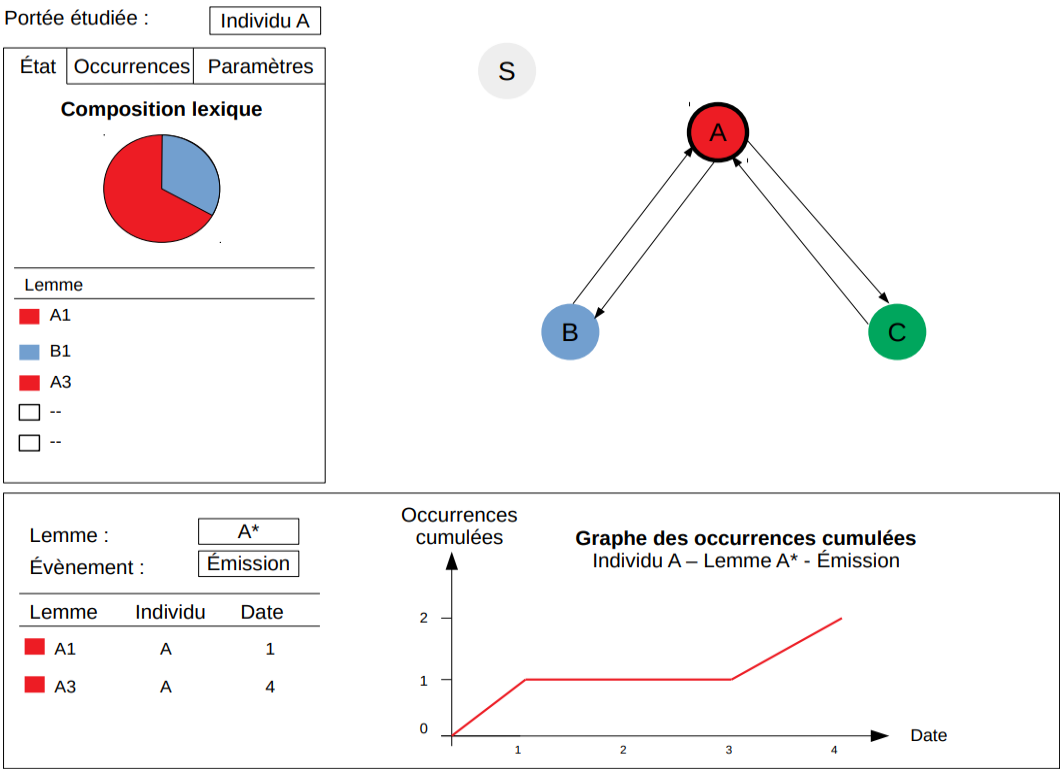 Portée étudiée :
Individu A
État
Occurrences
Paramètres
Composition lexique
Lemme
A1
B1
A3
--
--
S
A
B
C
Lemme :
A*
Évènement :
Émission
Lemme Individu Date
A1 A 1
A3 A 4
Occurrences
cumulées
Graphe des occurrences cumulées
Individu A – Lemme A* - Émission
2
1
0
1 2 3 4
Date